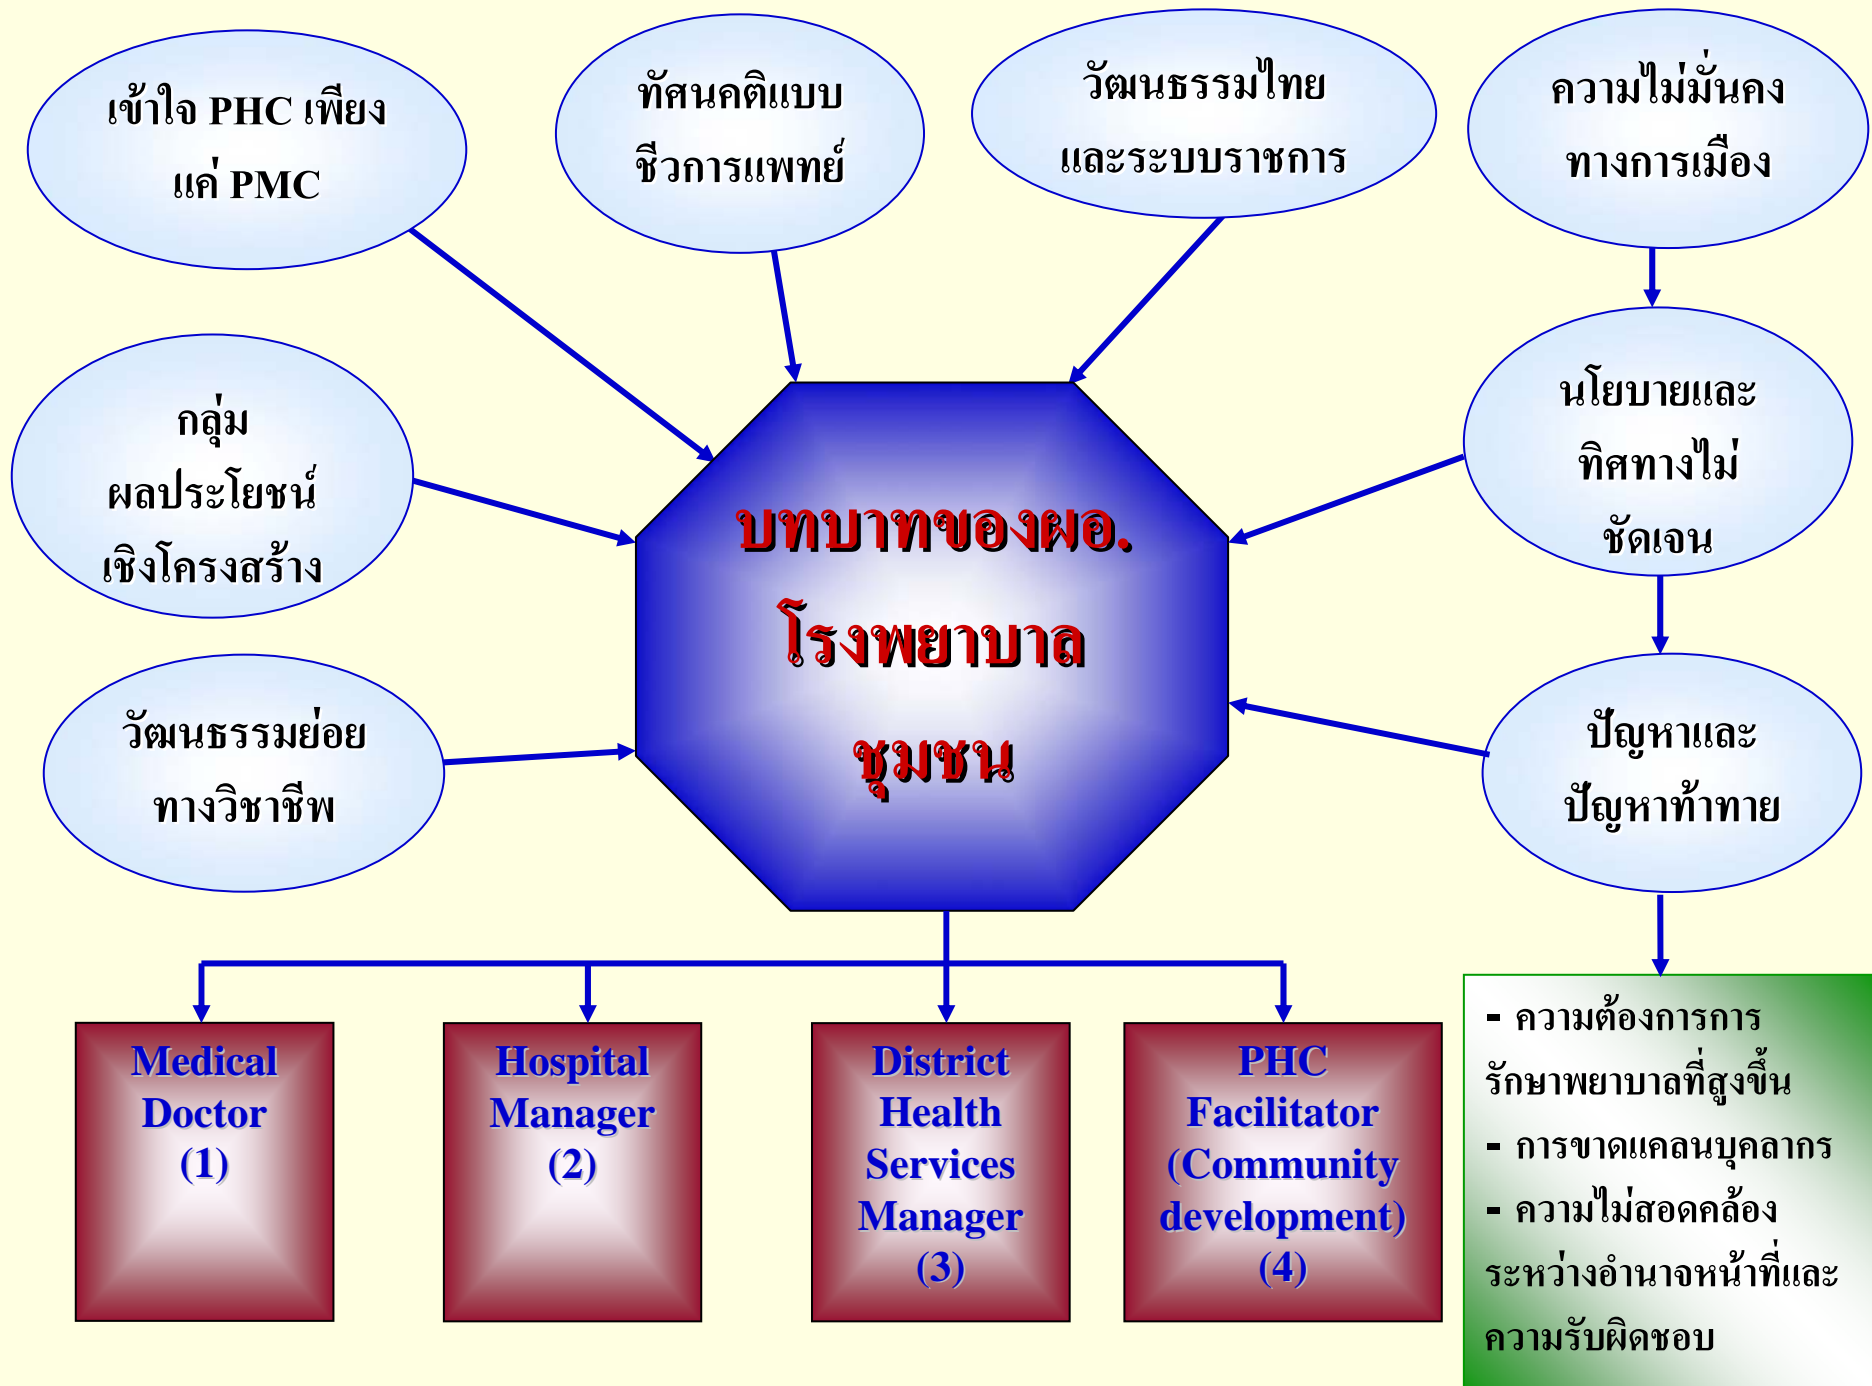 เข้าใจ PHC เพียง
แค่ PMC
ทัศนคติแบบ
ชีวการแพทย์
วัฒนธรรมไทย
และระบบราชการ
ความไม่มั่นคง
ทางการเมือง
กลุ่ม
ผลประโยชน์
เชิงโครงสร้าง
นโยบายและ
ทิศทางไม่
ชัดเจน
บทบาทของผอ.
โรงพยาบาล
ชุมชน
วัฒนธรรมย่อย
ทางวิชาชีพ
ปัญหาและ
ปัญหาท้าทาย
Medical
Doctor
(1)
Hospital
Manager
(2)
District
Health
Services
Manager
(3)
PHC
Facilitator
(Community
development)
(4)
- ความต้องการการ
รักษาพยาบาลที่สูงขึ้น
- การขาดแคลนบุคลากร
- ความไม่สอดคล้อง
ระหว่างอำนาจหน้าที่และ
ความรับผิดชอบ